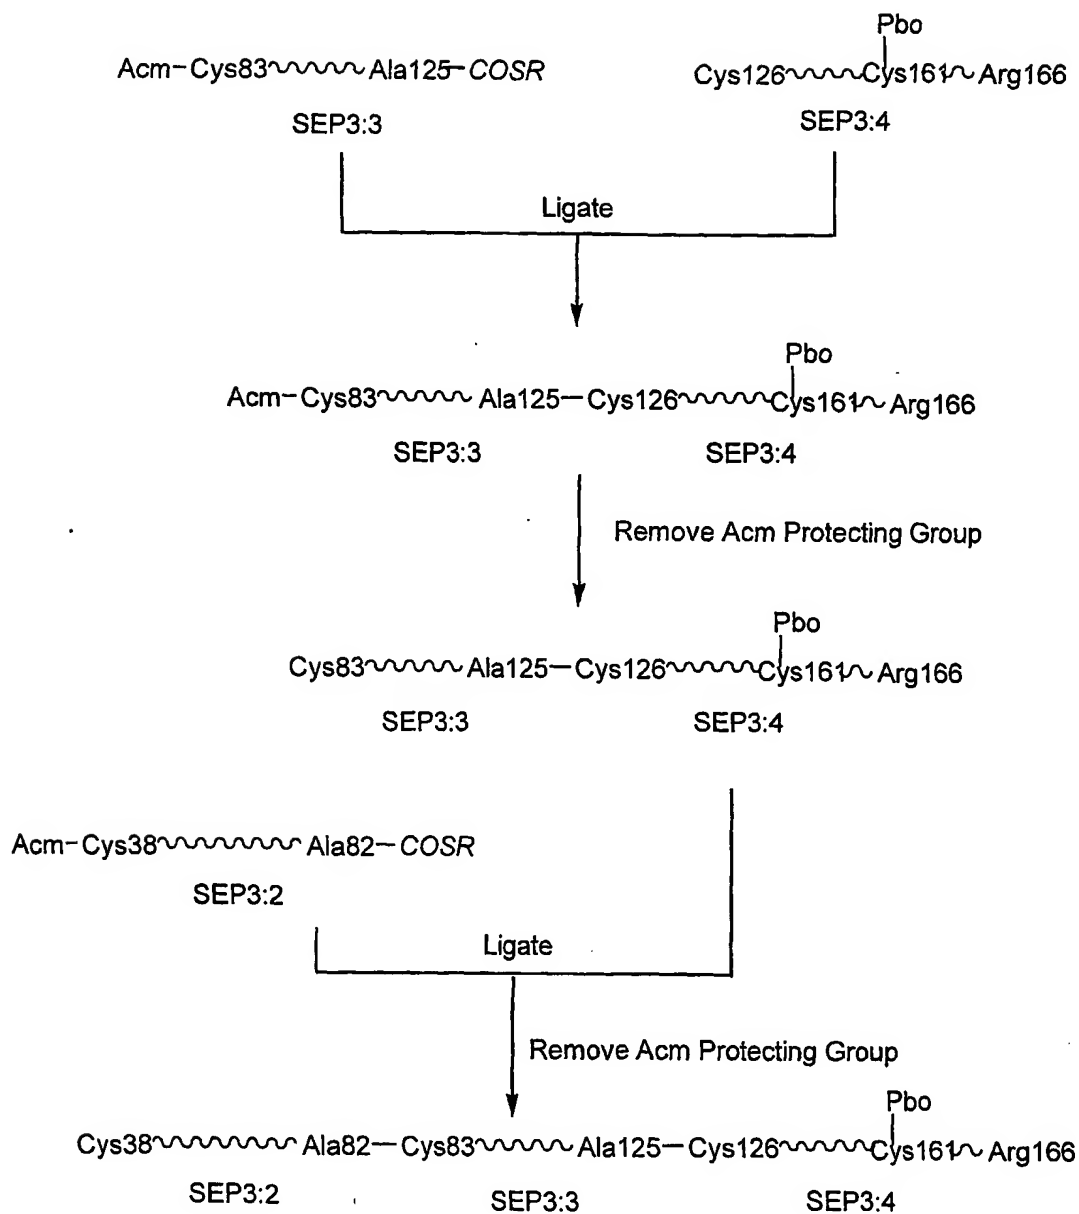 Pbo
Acm-Cys83 Ala125-COSR
Cys126 Cys161 Arg166
SEP3:3
SEP3:4
Ligate
Pbo
Acm-Cys83 Ala125-Cys126 Cys161 Arg166
SEP3:3 SEP3:4
Remove Acm Protecting Group
Pbo
Cys83 Ala125-Cys126 Cys161 Arg166
SEP3:3 SEP3:4
Acm-Cys38 Ala82-COSR
SEP3:2
Ligate
Remove Acm Protecting Group
Pbo
Cys38 Ala82-Cys83 Ala125-Cys126 Cys161 Arg166
SEP3:2 SEP3:3 SEP3:4